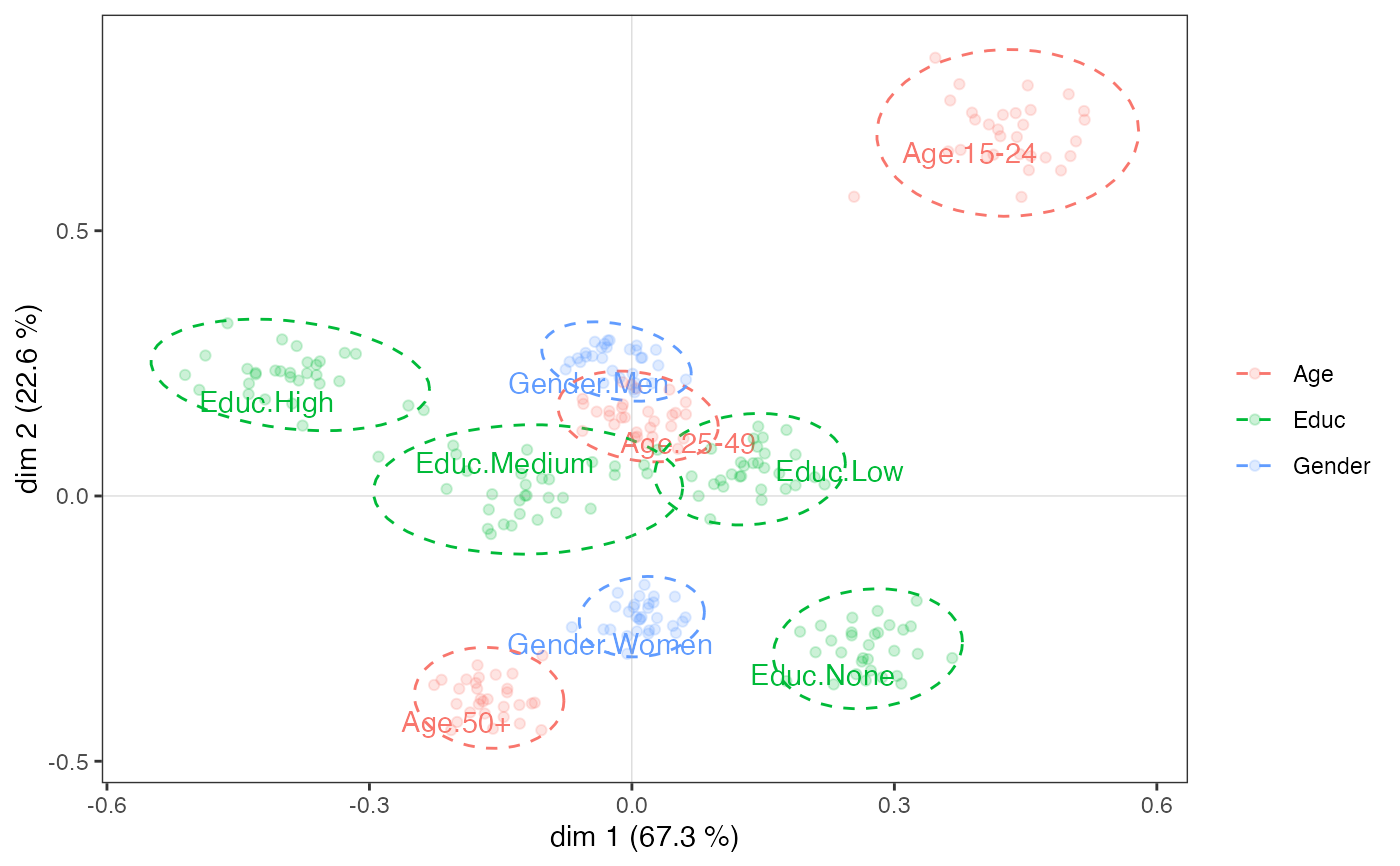 Age.15-24
0.5
Gender.Men
Educ.High
Age.25-49
Educ.Medium
Educ.Low
0.0
Gender.Women
Educ.None
Age.50+
-0.5
-0.6
-0.3
0.0
0.3
0.6
dim 1 (67.3 %)
dim 2 (22.6 %)
Age
Educ
Gender